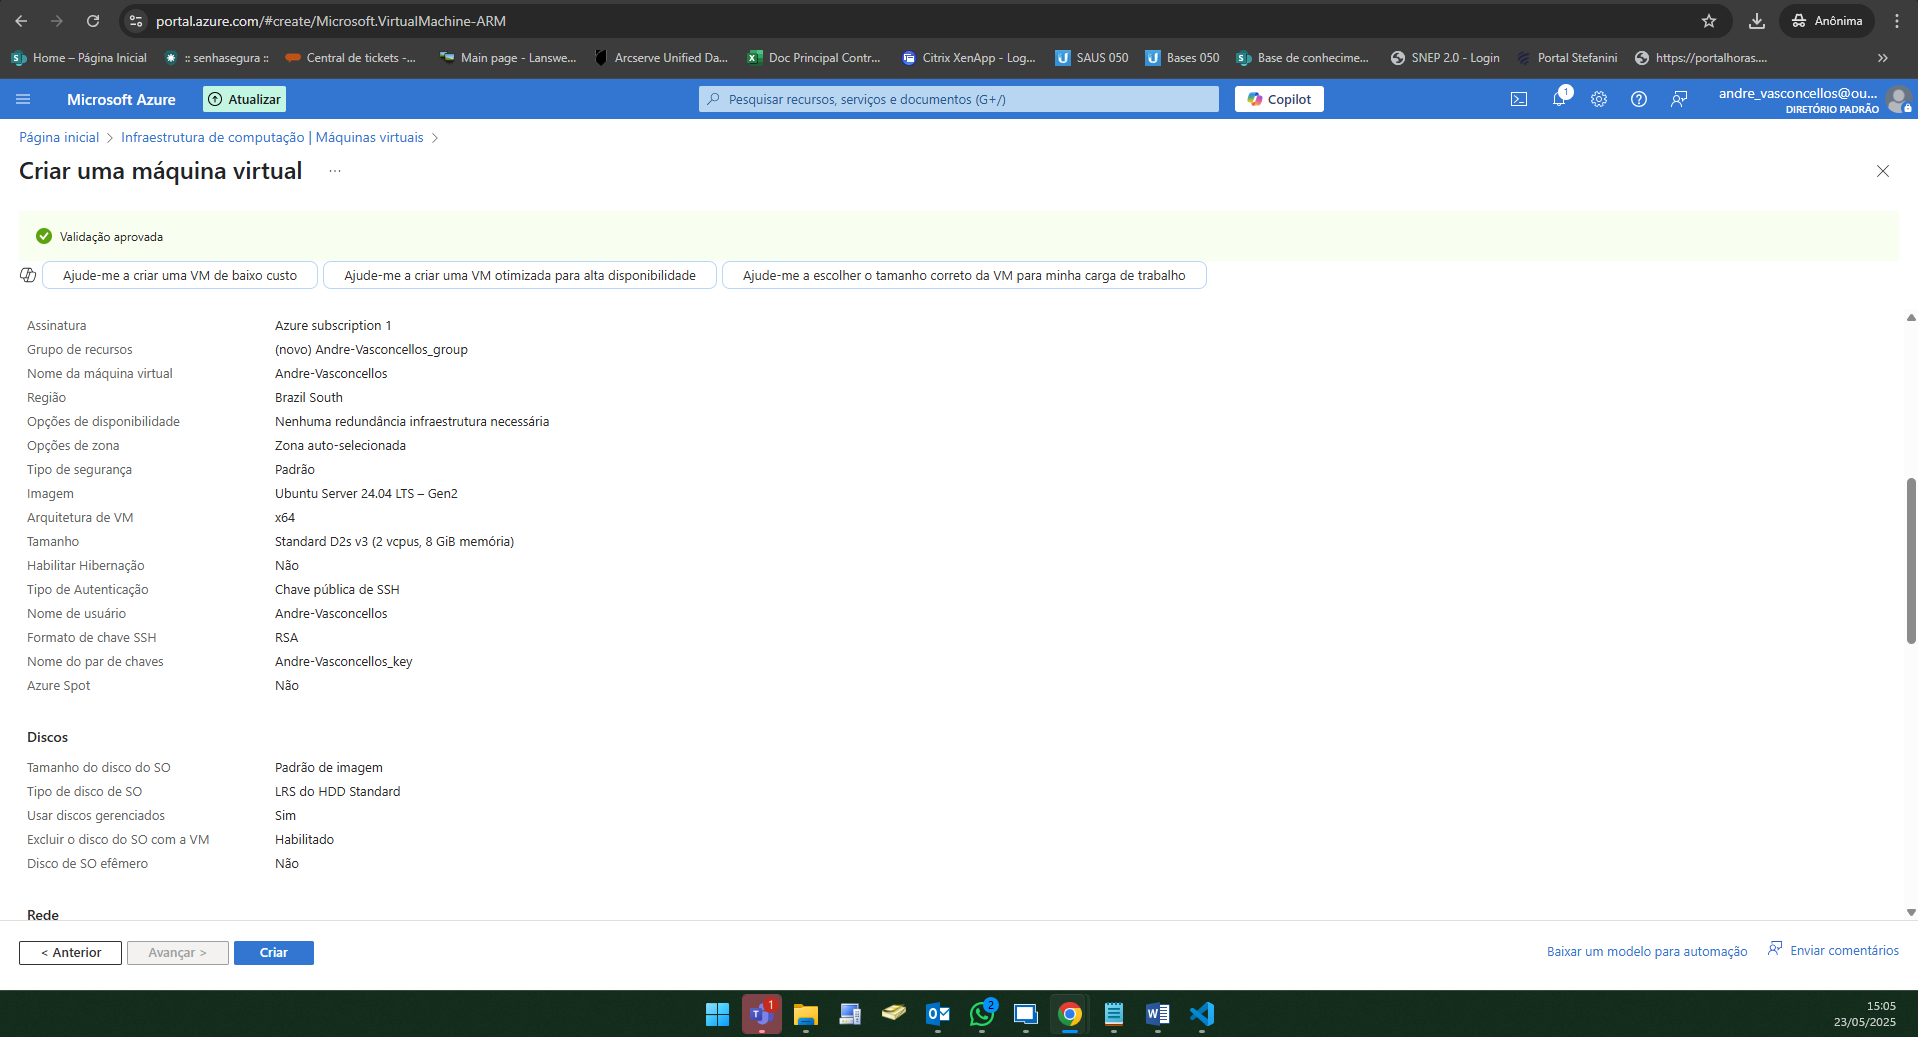 portal.azure.com/#create/Microsoft.VirtualMachine-ARM
Anônima
Home – Página Inicial
:: senhasegura ::
Central de tickets -...
Main page - Lanswe...
Arcserve Unified Da...
Doc Principal Contr...
Citrix XenApp - Log...
SAUS 050
Bases 050
Base de conhecime...
SNEP 2.0 - Login
Portal Stefanini
https://portalhoras....
Microsoft Azure
Atualizar
Pesquisar recursos, serviços e documentos (G+/)
Copilot
1
andre_vasconcellos@ou...
DIRETÓRIO PADRÃO
Página inicial > Infraestrutura de computação | Máquinas virtuais >
Criar uma máquina virtual ...
Validação aprovada
Ajude-me a criar uma VM de baixo custo
Ajude-me a criar uma VM otimizada para alta disponibilidade
Ajude-me a escolher o tamanho correto da VM para minha carga de trabalho
Assinatura Azure subscription 1
Grupo de recursos (novo) Andre-Vasconcellos_group
Nome da máquina virtual Andre-Vasconcellos
Região Brazil South
Opções de disponibilidade Nenhuma redundância infraestrutura necessária
Opções de zona Zona auto-selecionada
Tipo de segurança Padrão
Imagem Ubuntu Server 24.04 LTS – Gen2
Arquitetura de VM x64
Tamanho Standard D2s v3 (2 vcpus, 8 GiB memória)
Habilitar Hibernação Não
Tipo de Autenticação Chave pública de SSH
Nome de usuário Andre-Vasconcellos
Formato de chave SSH RSA
Nome do par de chaves Andre-Vasconcellos_key
Azure Spot Não
Discos
Tamanho do disco do SO Padrão de imagem
Tipo de disco de SO LRS do HDD Standard
Usar discos gerenciados Sim
Excluir o disco do SO com a VM Habilitado
Disco de SO efêmero Não
Rede
< Anterior
Avançar >
Criar
Baixar um modelo para automação
Enviar comentários
1
2
15:05
23/05/2025